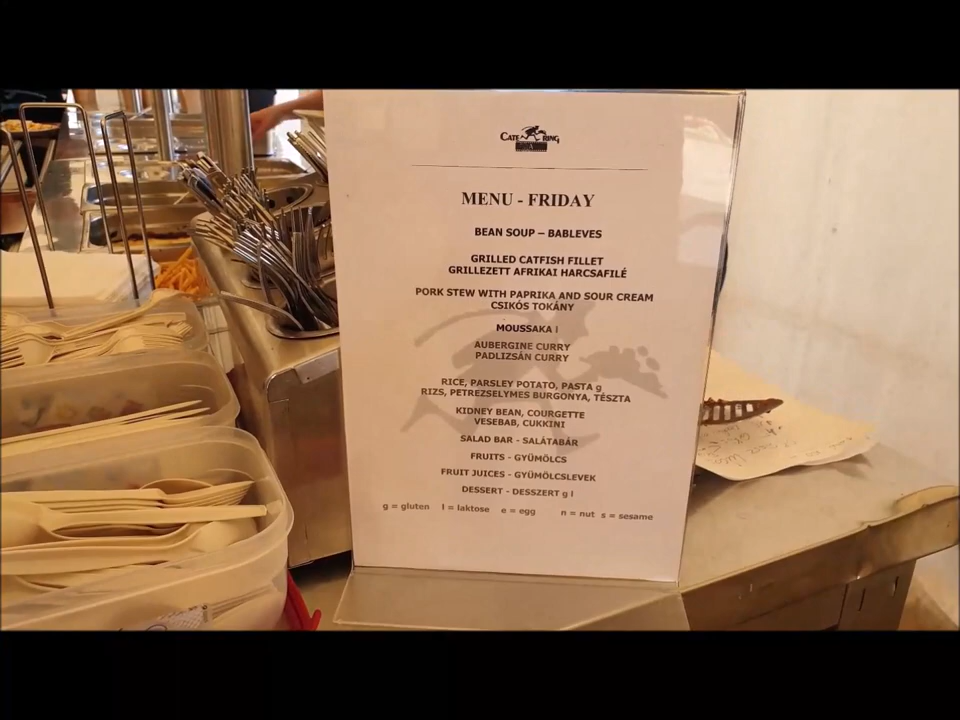 CATE RING
MENU - FRIDAY
BEAN SOUP – BABLEVES
GRILLED CATFISH FILLET
GRILLEZETT AFRIKAI HARCSAFILÉ
PORK STEW WITH PAPRIKA AND SOUR CREAM
CSIKÓS TOKÁNY
MOUSSAKA l
AUBERGINE CURRY
PADLIZSÁN CURRY
RICE, PARSLEY POTATO, PASTA g
RIZS, PETREZSELYMES BURGONYA, TÉSZTA
KIDNEY BEAN, COURGETTE
VESEBAB, CUKKINI
SALAD BAR - SALÁTABÁR
FRUITS - GYÜMÖLCS
FRUIT JUICES - GYÜMÖLCSLEVEK
DESSERT - DESSZERT g l
g = gluten l = laktose e = egg n = nut s = sesame